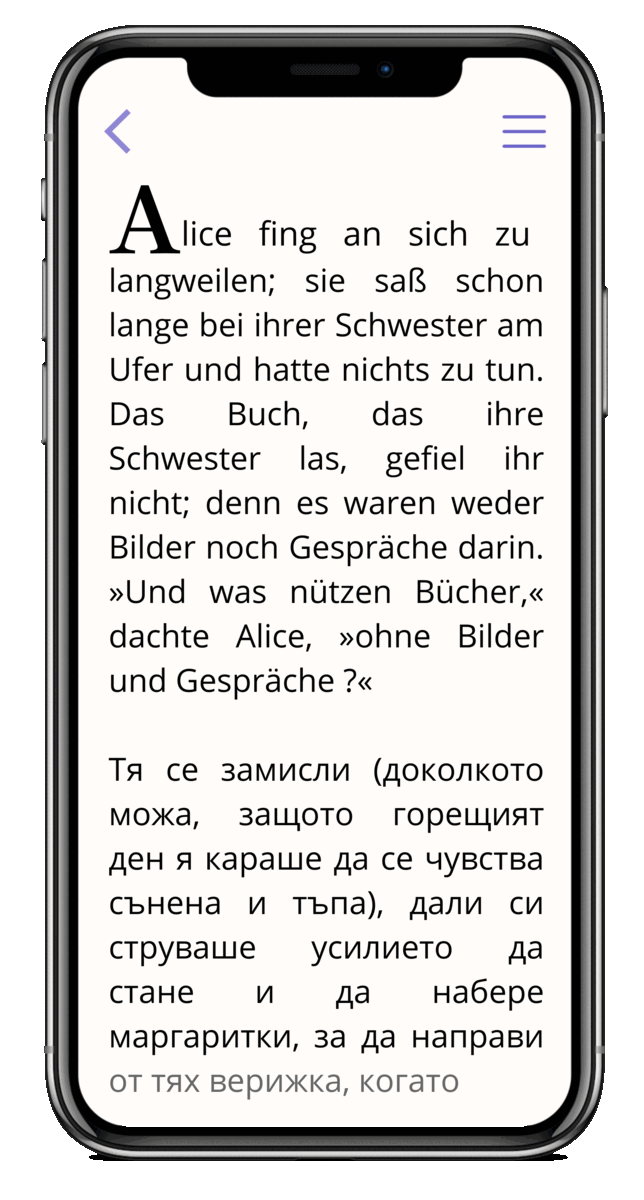 Alice fing an sich zu
langweilen; sie saß schon
lange bei ihrer Schwester am
Ufer und hatte nichts zu tun.
Das Buch, das ihre
Schwester las, gefiel ihr
nicht; denn es waren weder
Bilder noch Gespräche darin.
»Und was nützen Bücher,«
dachte Alice, »ohne Bilder
und Gespräche ?«
Тя се замисли (доколкото
можа, защото горещият
ден я караше да се чувства
сънена и тъпа), дали си
струваше усилието да
стане и да набере
маргаритки, за да направи
от тях верижка, когато